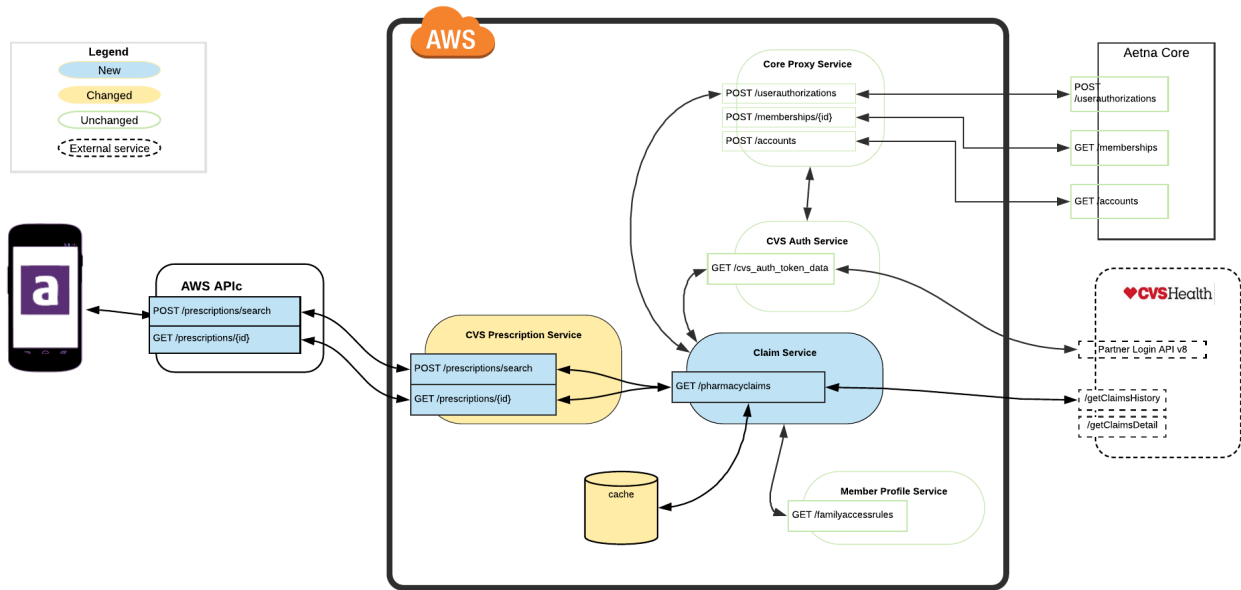 AWS
Legend
New
Changed
Unchanged
External service
Core Proxy Service
POST /userauthorizations
POST /memberships/{id}
POST /accounts
Aetna Core
POST
/userauthorizations
GET /memberships
GET /accounts
a
AWS APIc
POST /prescriptions/search
GET /prescriptions/{id}
CVS Auth Service
GET /cvs_auth_token_data
CVSHealth
Partner Login API v8
/getClaimsHistory
/getClaimsDetail
CVS Prescription Service
POST /prescriptions/search
GET /prescriptions/{id}
Claim Service
GET /pharmacyclaims
cache
Member Profile Service
GET /familyaccessrules